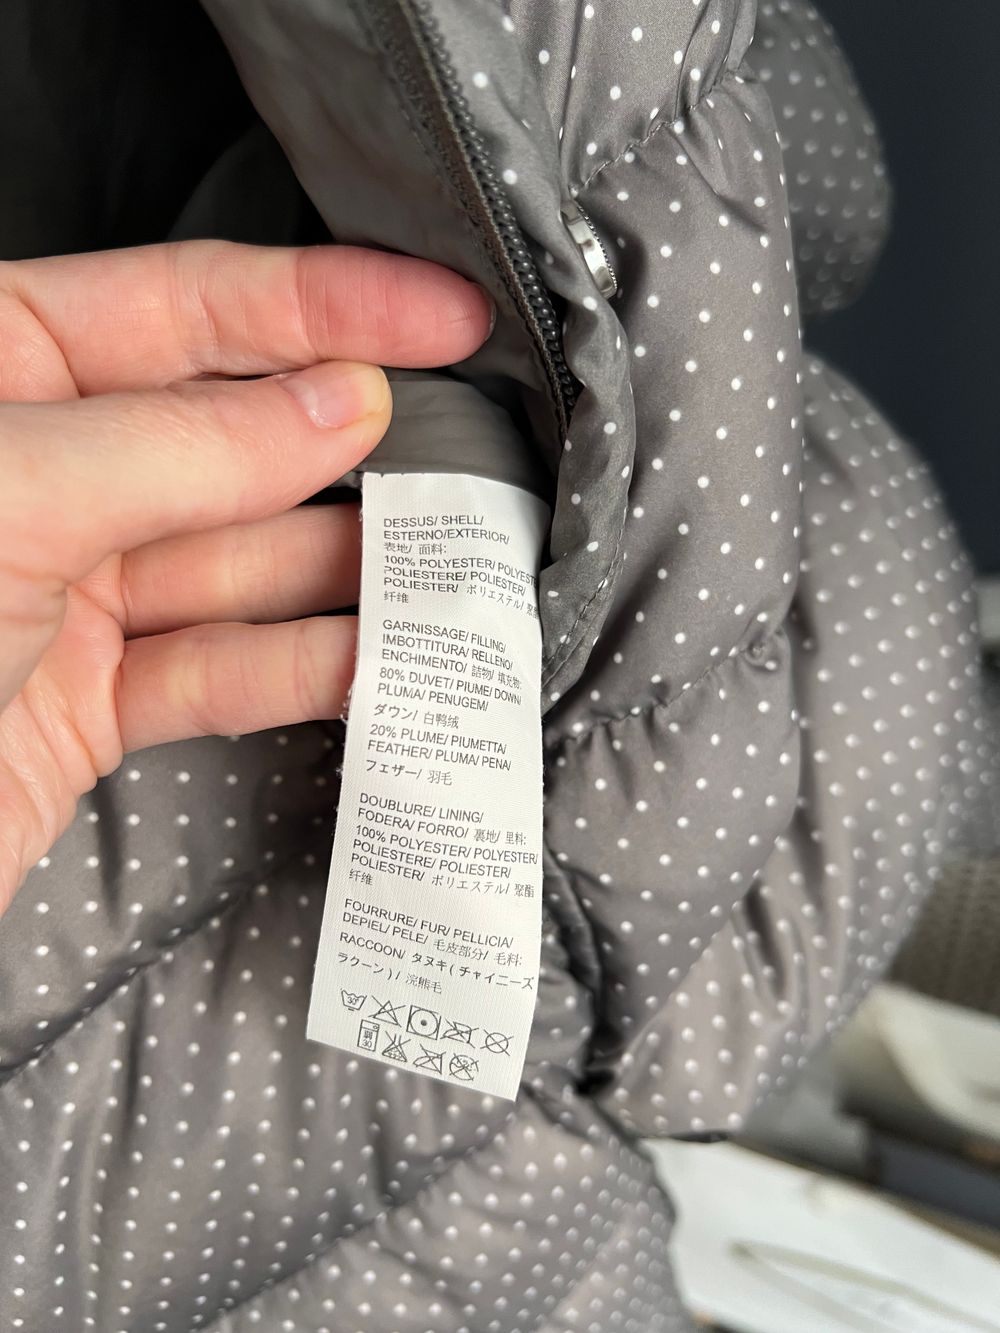 DESSUS/ SHELL/
ESTERNO/EXTERIOR/
表地/ 面料:
100% POLYESTER/ POLYESTER/
POLIESTERE/ POLIESTER/
POLIESTER/ ポリエステル/ 聚酯
纤维
GARNISSAGE/ FILLING/
IMBOTTITURA/ RELLENO/
ENCHIMENTO/ 詰物/ 填充物:
80% DUVET/ PIUME/ DOWN/
PLUMA/ PENUGEM/
ダウン/ 白鸭绒
20% PLUME/ PIUMETTA/
FEATHER/ PLUMA/ PENA/
フェザー/ 羽毛
DOUBLURE/ LINING/
FODERA/ FORRO/ 裏地/ 里料:
100% POLYESTER/ POLYESTER/
POLIESTERE/ POLIESTER/
POLIESTER/ ポリエステル/ 聚酯
纤维
FOURRURE/ FUR/ PELLICIA/
DEPIEL/ PELE/ 毛皮部分/ 毛料:
RACCOON/ タヌキ(チャイニーズ
ラクーン)/ 浣熊毛
30